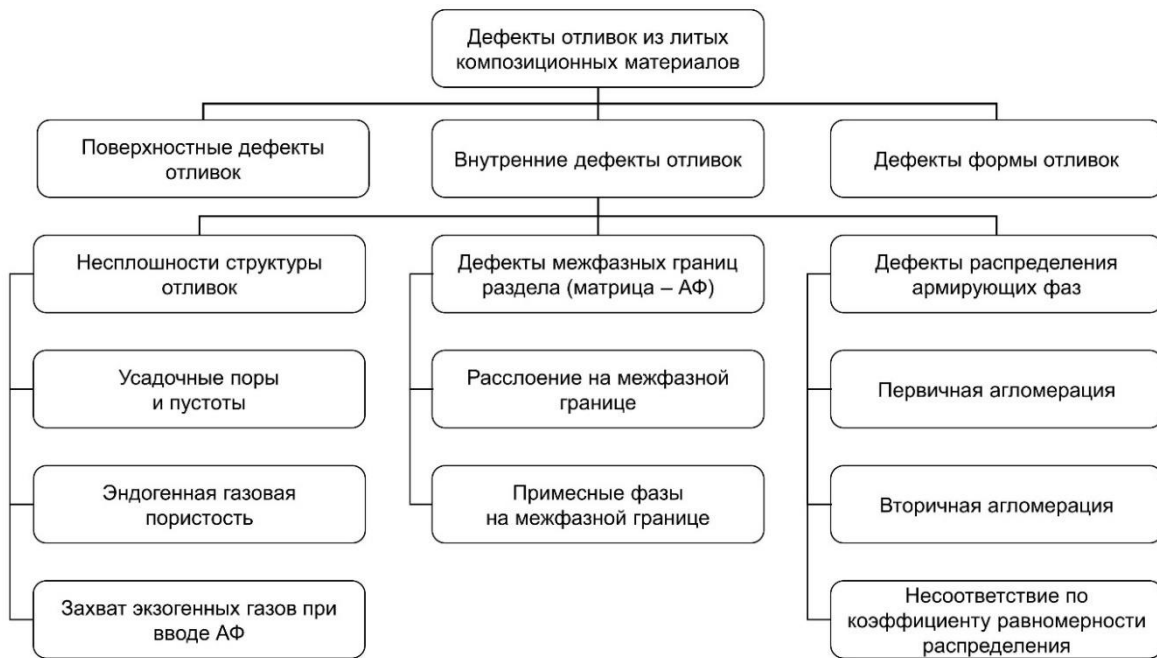 Дефекты отливок из литых
композиционных материалов
Поверхностные дефекты
отливок
Внутренние дефекты отливок
Дефекты формы отливок
Несплошности структуры
отливок
Дефекты межфазных границ
раздела (матрица – АФ)
Дефекты распределения
армирующих фаз
Усадочные поры
и пустоты
Расслоение на межфазной
границе
Первичная агломерация
Эндогенная газовая
пористость
Примесные фазы
на межфазной границе
Вторичная агломерация
Захват экзогенных газов при
вводе АФ
Несоответствие по
коэффициенту равномерности
распределения